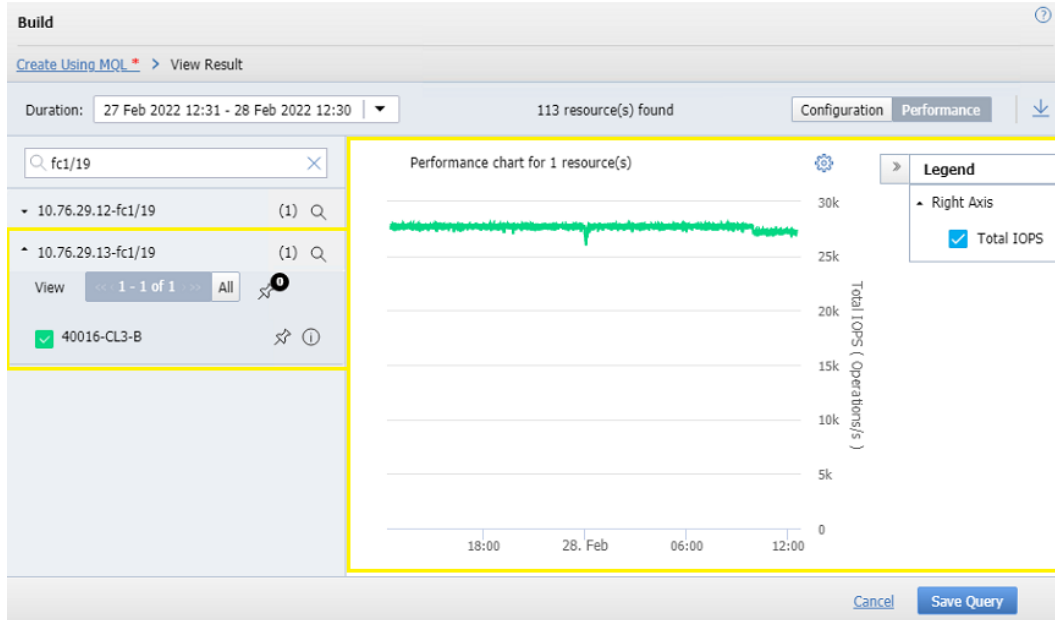 Build
Create Using MQL * > View Result
Duration: 27 Feb 2022 12:31 - 28 Feb 2022 12:30
113 resource(s) found
Configuration Performance
fc1/19
10.76.29.12-fc1/19 (1)
10.76.29.13-fc1/19 (1)
View << 1 - 1 of 1 >> All 0
40016-CL3-B
Performance chart for 1 resource(s)
30k
25k
20k
15k
10k
5k
0
Total IOPS ( Operations/s )
18:00 28. Feb 06:00 12:00
» Legend
Right Axis
Total IOPS
Cancel Save Query